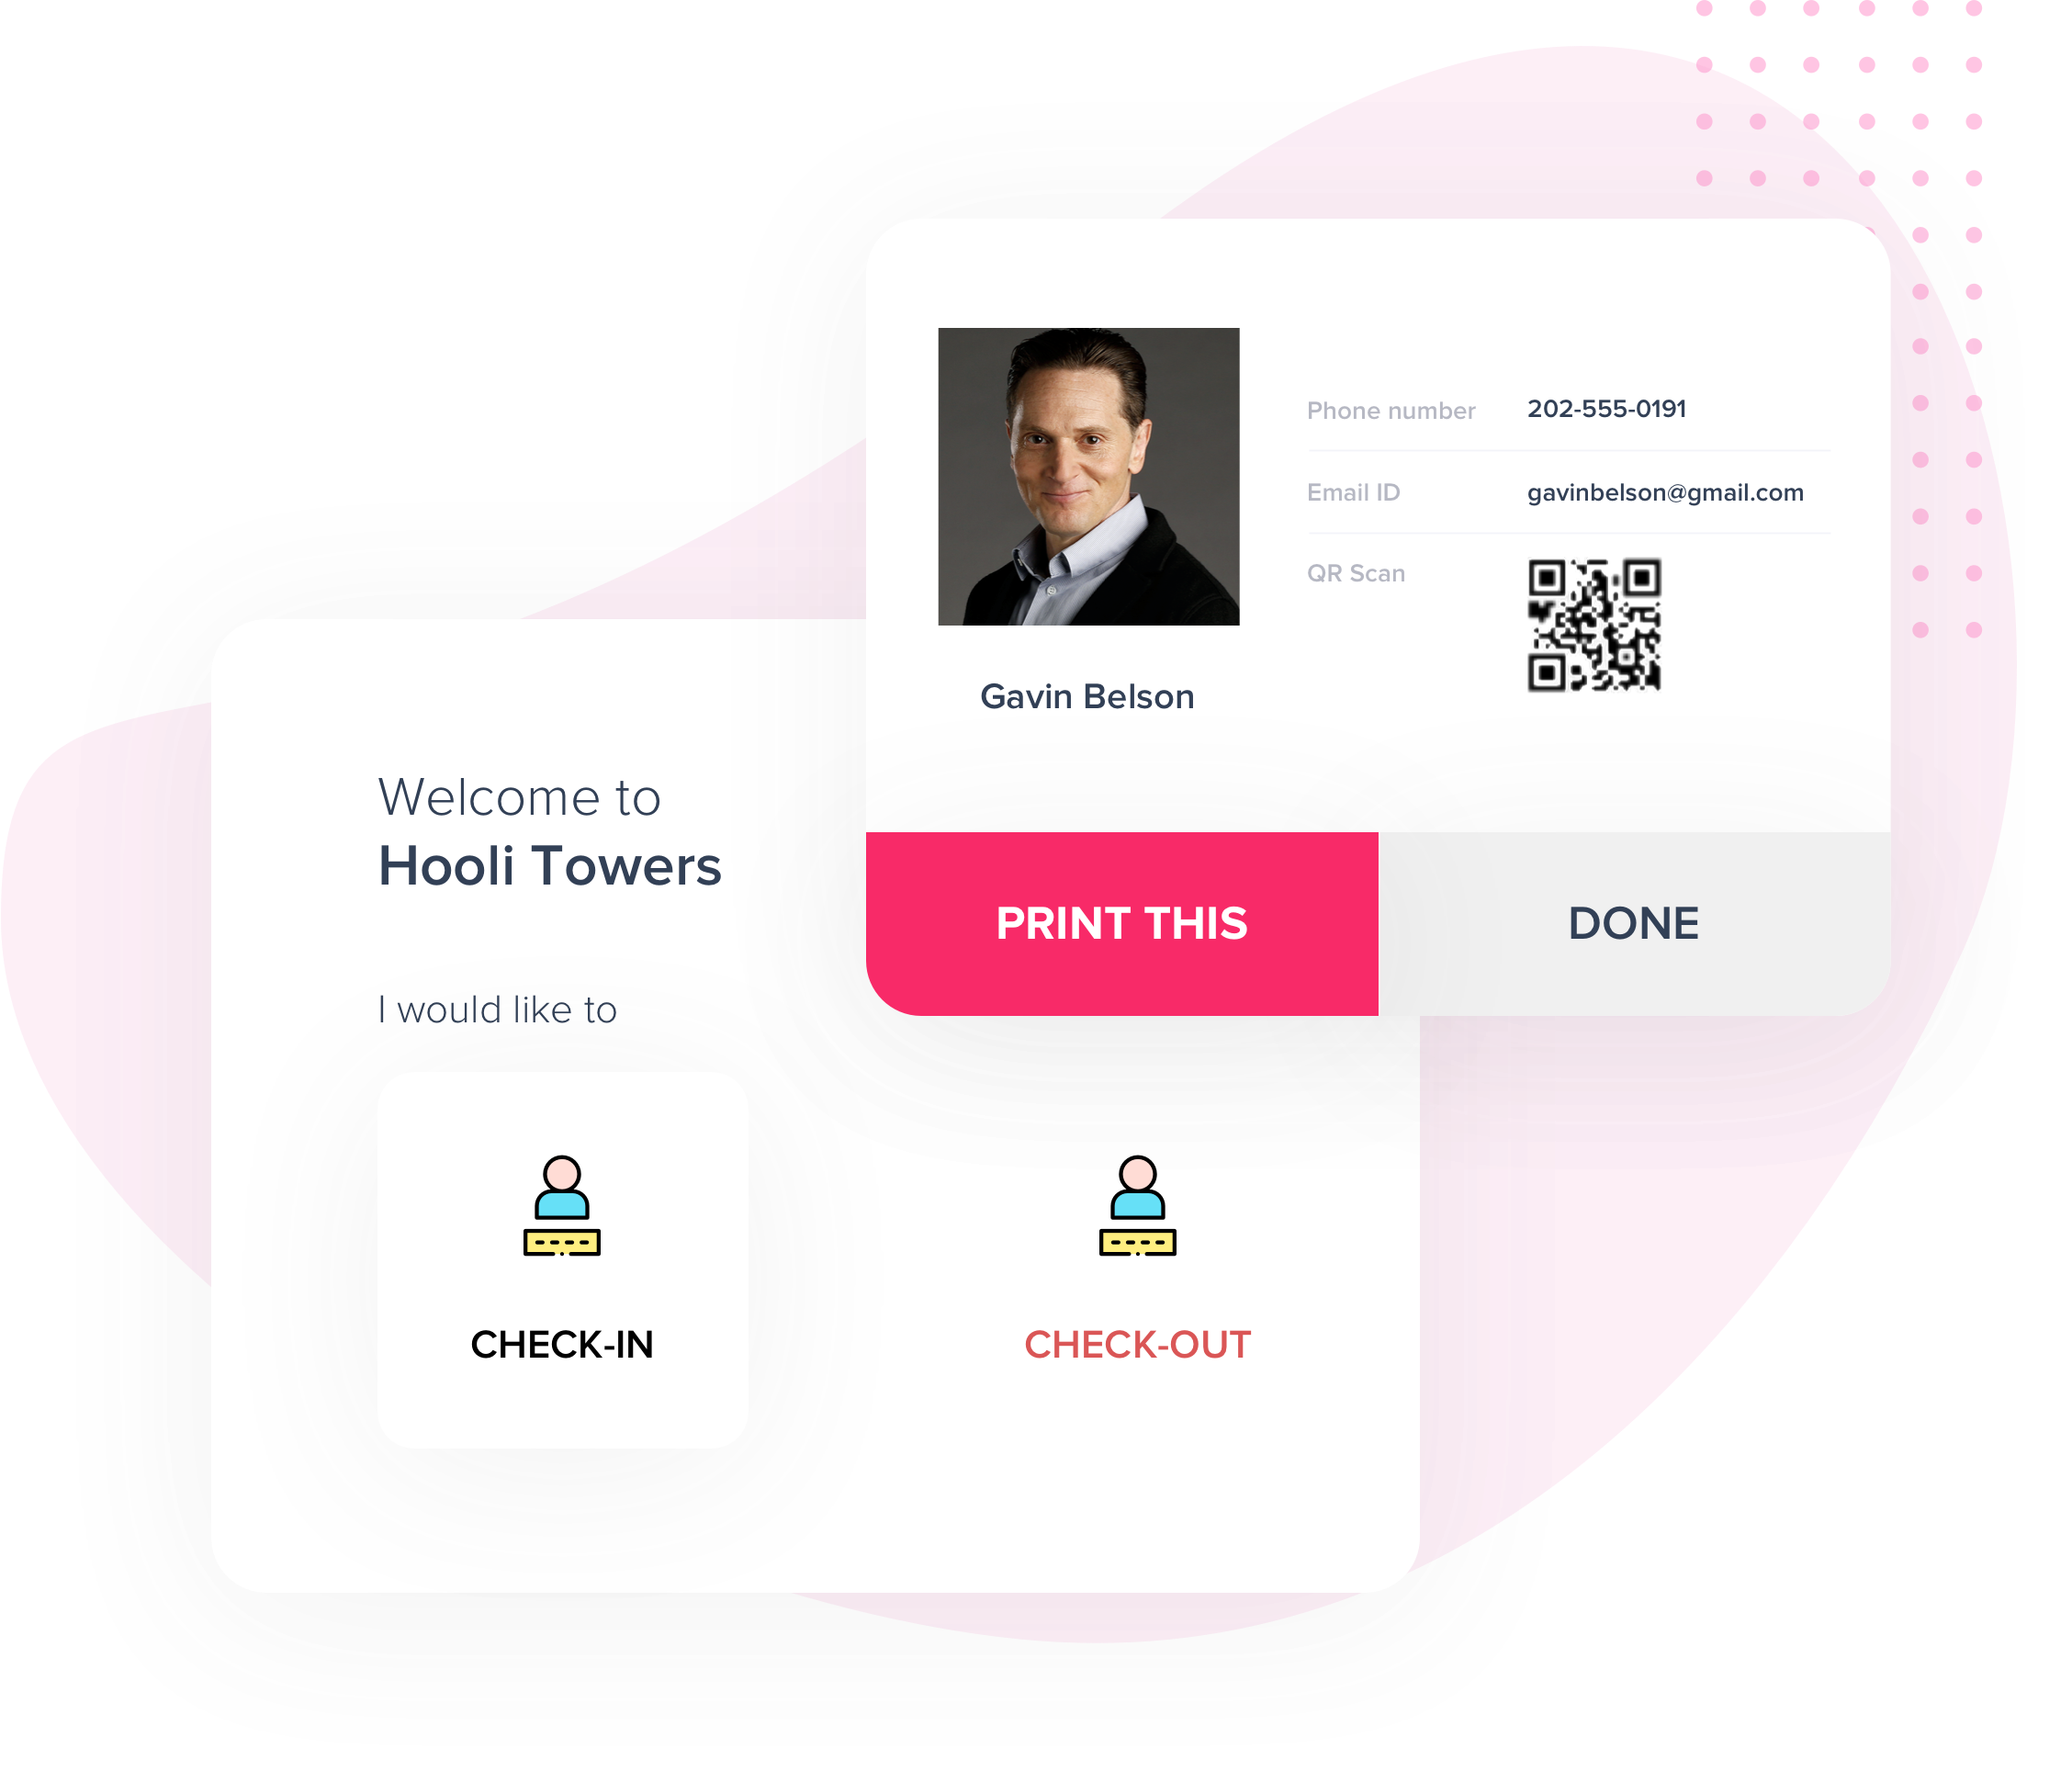 Phone number 202-555-0191
Email ID gavinbelson@gmail.com
QR Scan
Gavin Belson
PRINT THIS DONE
Welcome to
Hooli Towers
I would like to
CHECK-IN CHECK-OUT